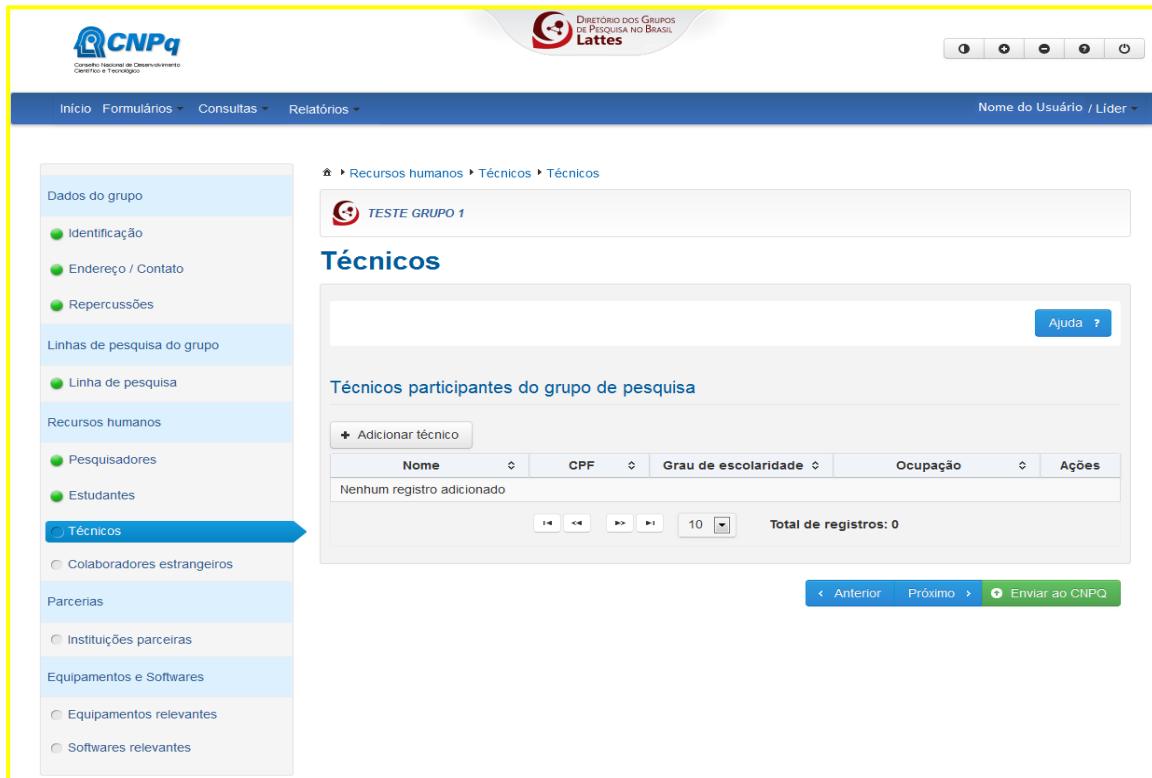 CNPq
Conselho Nacional de Desenvolvimento
Científico e Tecnológico
DIRETÓRIO DOS GRUPOS
DE PESQUISA NO BRASIL
Lattes
Início Formulários Consultas Relatórios Nome do Usuário / Líder
Recursos humanos Técnicos Técnicos
TESTE GRUPO 1
Técnicos
Ajuda ?
Técnicos participantes do grupo de pesquisa
+ Adicionar técnico
Nome CPF Grau de escolaridade Ocupação Ações
Nenhum registro adicionado
10 Total de registros: 0
Anterior Próximo Enviar ao CNPQ
Dados do grupo
Identificação
Endereço / Contato
Repercussões
Linhas de pesquisa do grupo
Linha de pesquisa
Recursos humanos
Pesquisadores
Estudantes
Técnicos
Colaboradores estrangeiros
Parcerias
Instituições parceiras
Equipamentos e Softwares
Equipamentos relevantes
Softwares relevantes